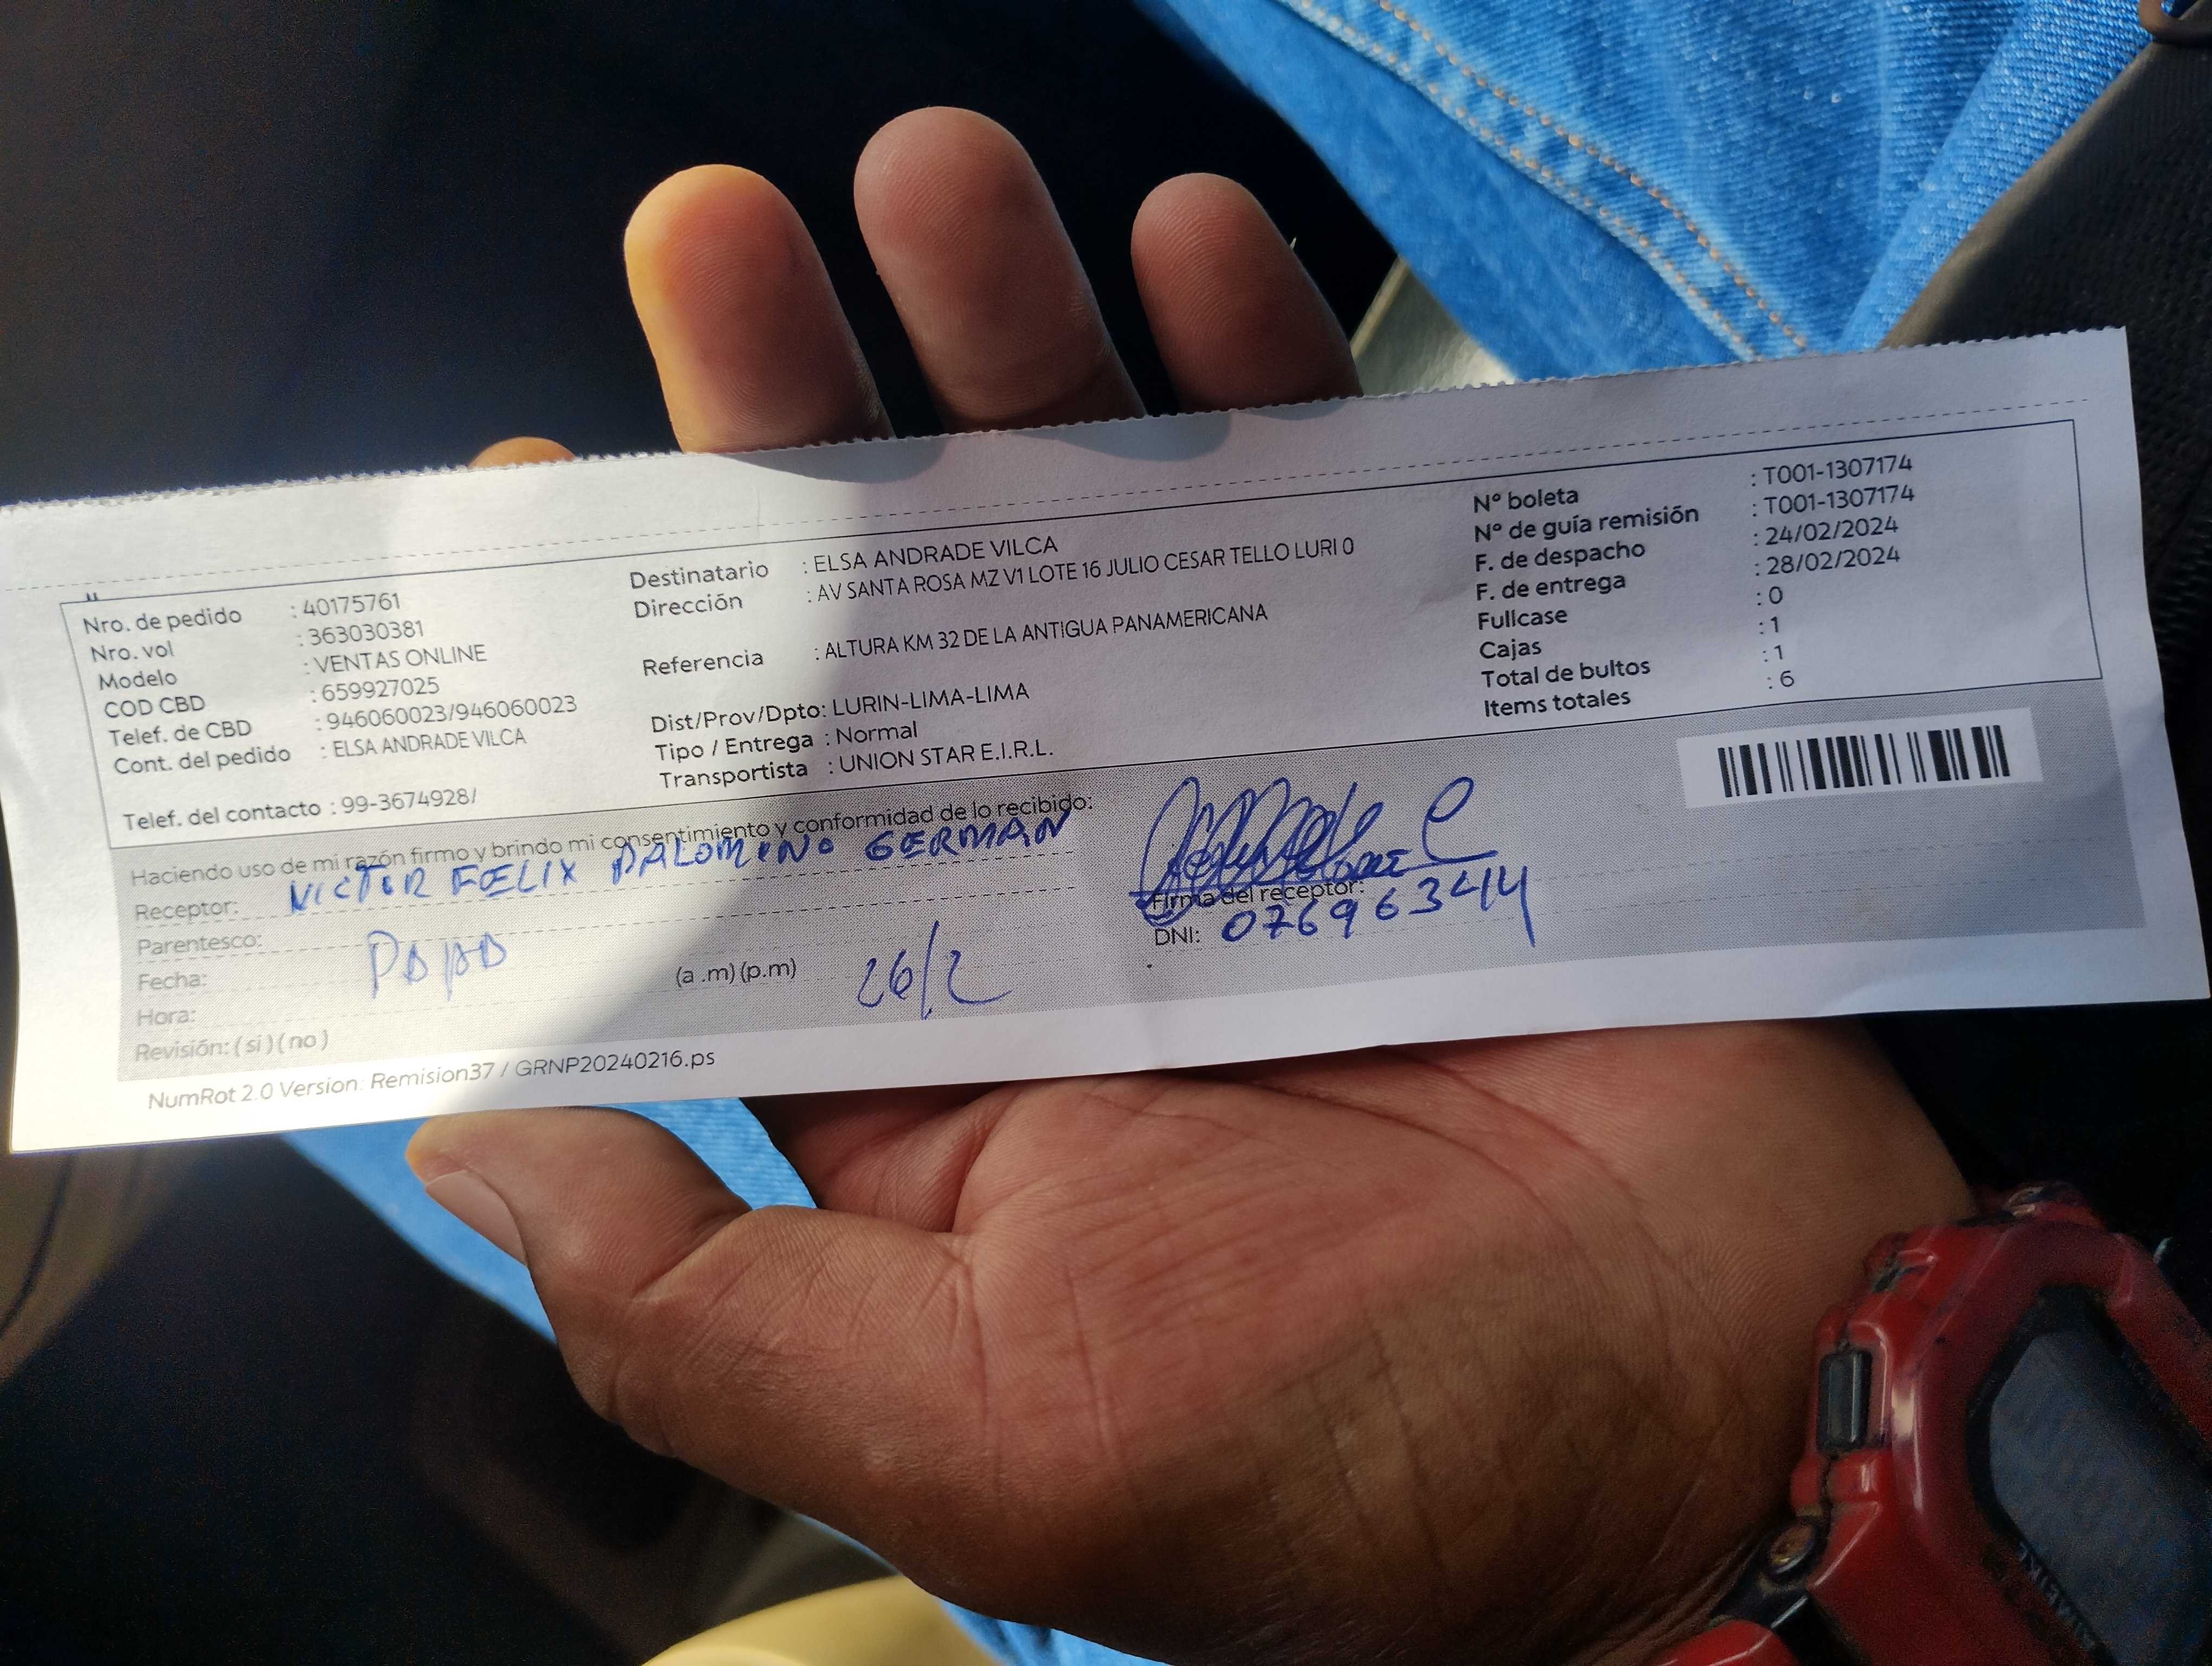 Nro. de pedido : 40175761
Nro. vol : 363030381
Modelo : VENTAS ONLINE
COD CBD : 659927025
Telef. de CBD : 946060023/946060023
Cont. del pedido : ELSA ANDRADE VILCA
Telef. del contacto : 99-3674928/
Destinatario : ELSA ANDRADE VILCA
Dirección : AV SANTA ROSA MZ V1 LOTE 16 JULIO CESAR TELLO LURI 0
Referencia : ALTURA KM 32 DE LA ANTIGUA PANAMERICANA
Dist/Prov/Dpto: LURIN-LIMA-LIMA
Tipo / Entrega : Normal
Transportista : UNION STAR E.I.R.L.
Nº boleta : T001-1307174
Nº de guía remisión : T001-1307174
F. de despacho : 24/02/2024
F. de entrega : 28/02/2024
Fullcase : 0
Cajas : 1
Total de bultos : 1
Items totales : 6
Haciendo uso de mi razón firmo y brindo mi consentimiento y conformidad de lo recibido:
Receptor: VICTOR FELIX PALOMINO GERMAN
Parentesco: PAPA
Fecha:
Hora: (a .m) (p.m) 26/2
Revisión: ( si ) ( no )
Firma del receptor:
DNI:
NumRot 2.0 Version: Remision37 / GRNP20240216.ps